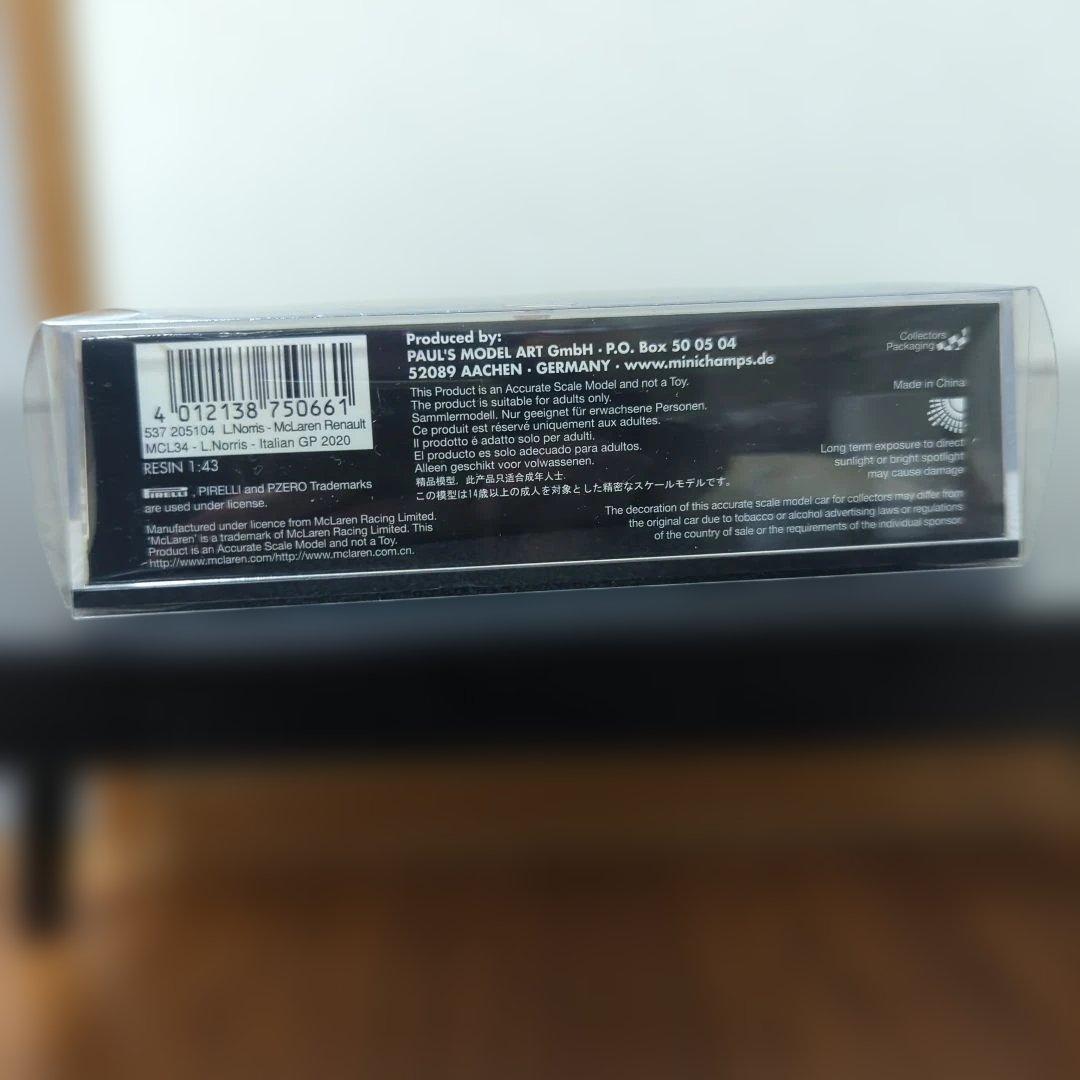 4 012138 750661
537 205104 L.Norris - McLaren Renault
MCL34 - L.Norris - Italian GP 2020
RESIN 1:43
PIRELLI, PIRELLI and PZERO Trademarks
are used under license.
Manufactured under licence from McLaren Racing Limited.
'McLaren' is a trademark of McLaren Racing Limited. This
Product is an Accurate Scale Model and not a Toy.
http://www.mclaren.com/http://www.mclaren.com.cn.
Produced by:
PAUL'S MODEL ART GmbH · P.O. Box 50 05 04
52089 AACHEN · GERMANY · www.minichamps.de
This Product is an Accurate Scale Model and not a Toy.
The product is suitable for adults only.
Sammlermodell. Nur geeignet für erwachsene Personen.
Ce produit est réservé uniquement aux adultes.
Il prodotto é adatto solo per adulti.
El producto es solo adecuado para adultos.
Alleen geschikt voor volwassenen.
精品模型，此产品只适合成年人士.
この模型は14歳以上の成人を対象とした精密なスケールモデルです。
Collectors
Packaging
Made in China
Long term exposure to direct
sunlight or bright spotlight
may cause damage
The decoration of this accurate scale model car for collectors may differ from
the original car due to tobacco or alcohol advertising laws or regulations
of the country of sale or the requirements of the individual sponsor.